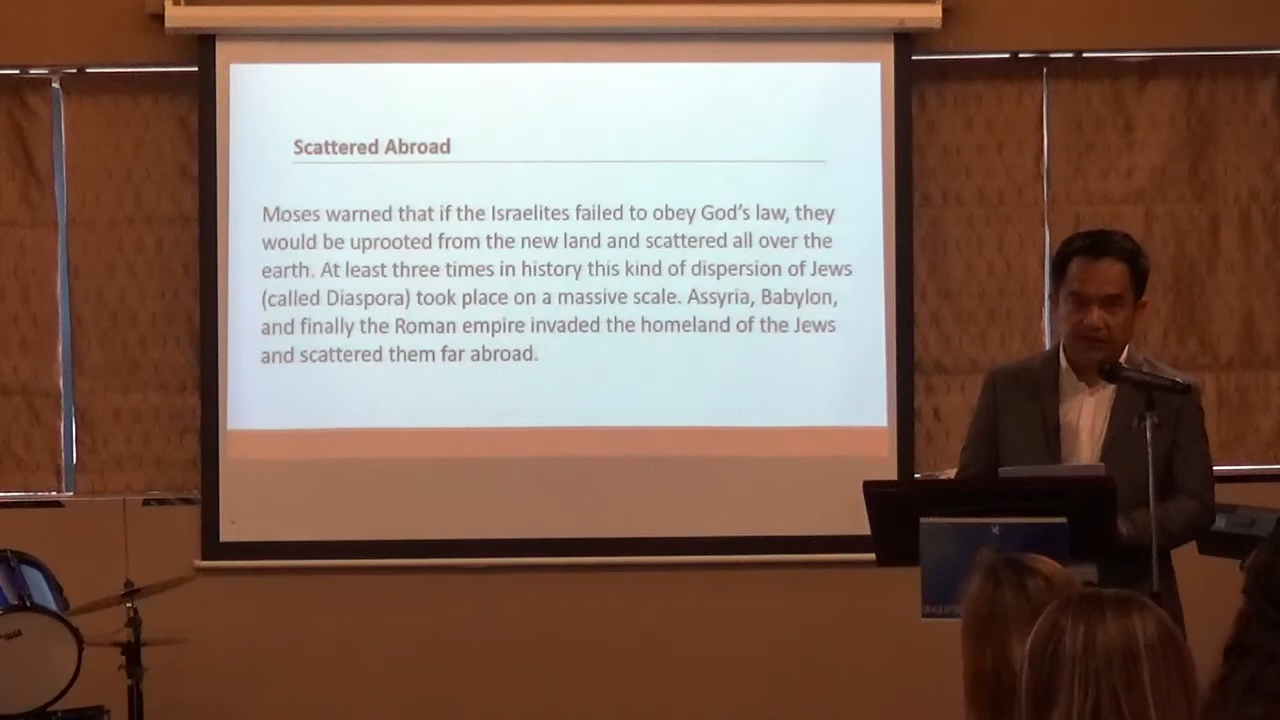 Scattered Abroad
Moses warned that if the Israelites failed to obey God's law, they
would be uprooted from the new land and scattered all over the
earth. At least three times in history this kind of dispersion of Jews
(called Diaspora) took place on a massive scale. Assyria, Babylon,
and finally the Roman empire invaded the homeland of the Jews
and scattered them far abroad.